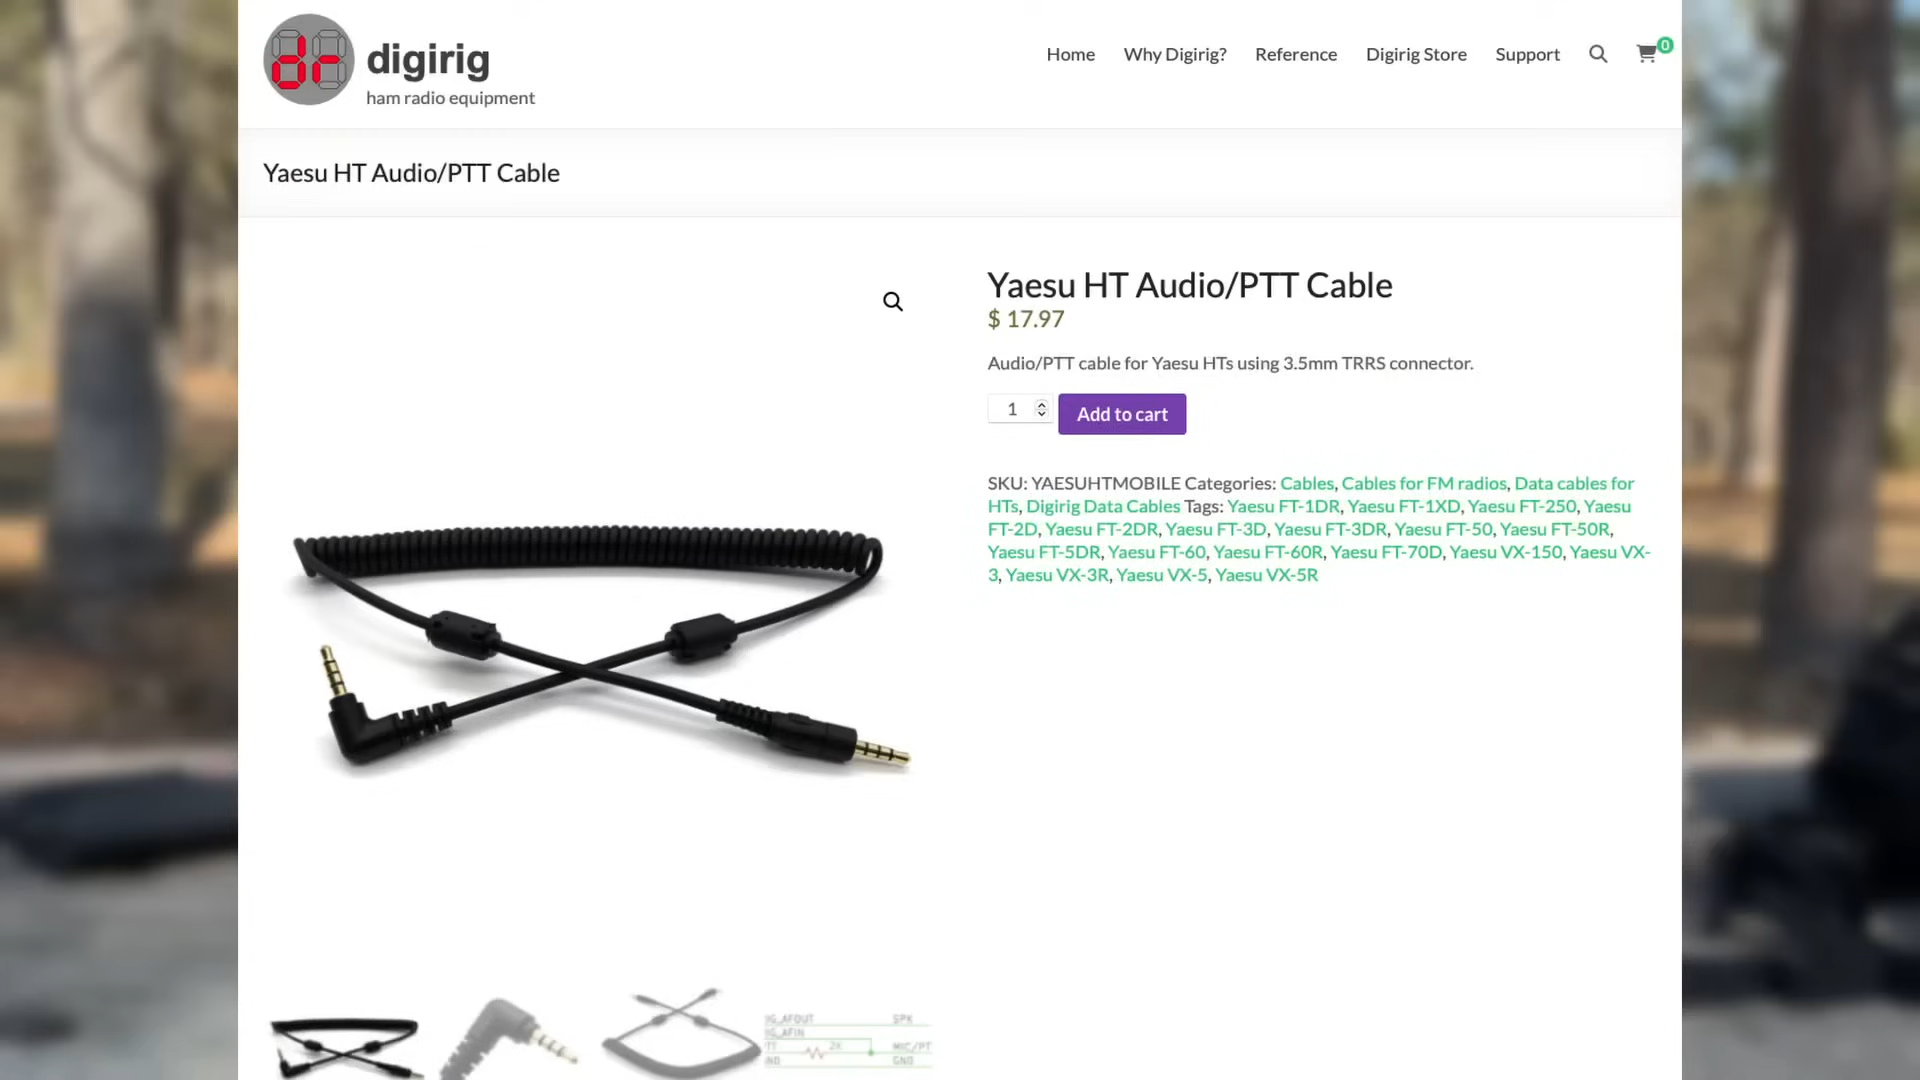 digirig
ham radio equipment
Home Why Digirig? Reference Digirig Store Support 0
Yaesu HT Audio/PTT Cable
Yaesu HT Audio/PTT Cable
$ 17.97
Audio/PTT cable for Yaesu HTs using 3.5mm TRRS connector.
1 Add to cart
SKU: YAESUHTMOBILE Categories: Cables, Cables for FM radios, Data cables for
HTs, Digirig Data Cables Tags: Yaesu FT-1DR, Yaesu FT-1XD, Yaesu FT-250, Yaesu
FT-2D, Yaesu FT-2DR, Yaesu FT-3D, Yaesu FT-3DR, Yaesu FT-50, Yaesu FT-50R,
Yaesu FT-5DR, Yaesu FT-60, Yaesu FT-60R, Yaesu FT-70D, Yaesu VX-150, Yaesu VX-
3, Yaesu VX-3R, Yaesu VX-5, Yaesu VX-5R
IG_AFOUT SPK
IG_AFIN
TT 2K MIC/PT
ND GND